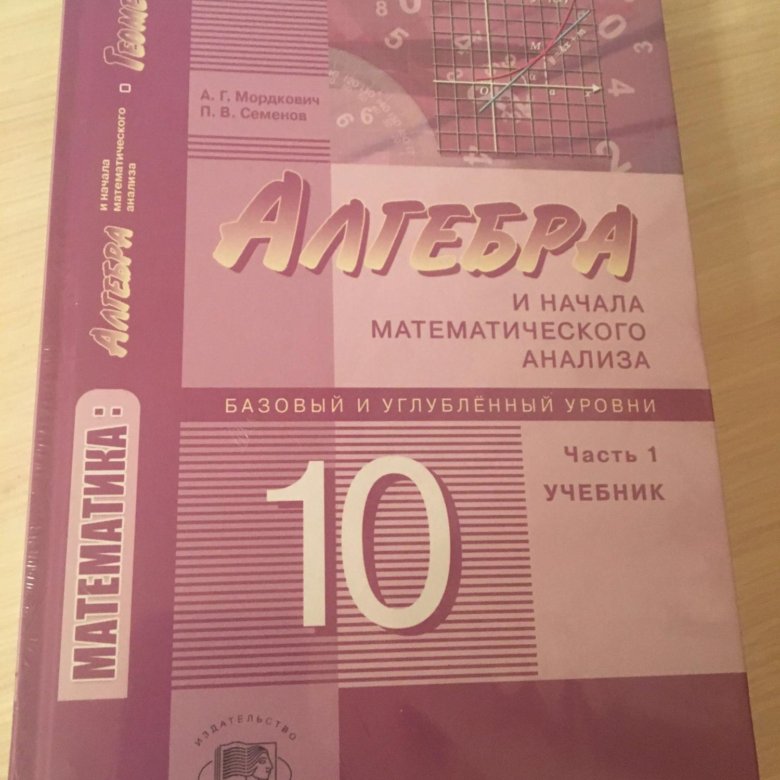 А. Г. Мордкович
П. В. Семенов
АЛГЕБРА
И НАЧАЛА
МАТЕМАТИЧЕСКОГО
АНАЛИЗА
БАЗОВЫЙ И УГЛУБЛЁННЫЙ УРОВНИ
10
Часть 1
УЧЕБНИК
ИЗДАТЕЛЬСТВО
МАТЕМАТИКА:
АЛГЕБРА
И НАЧАЛА
МАТЕМАТИЧЕСКОГО
АНАЛИЗА